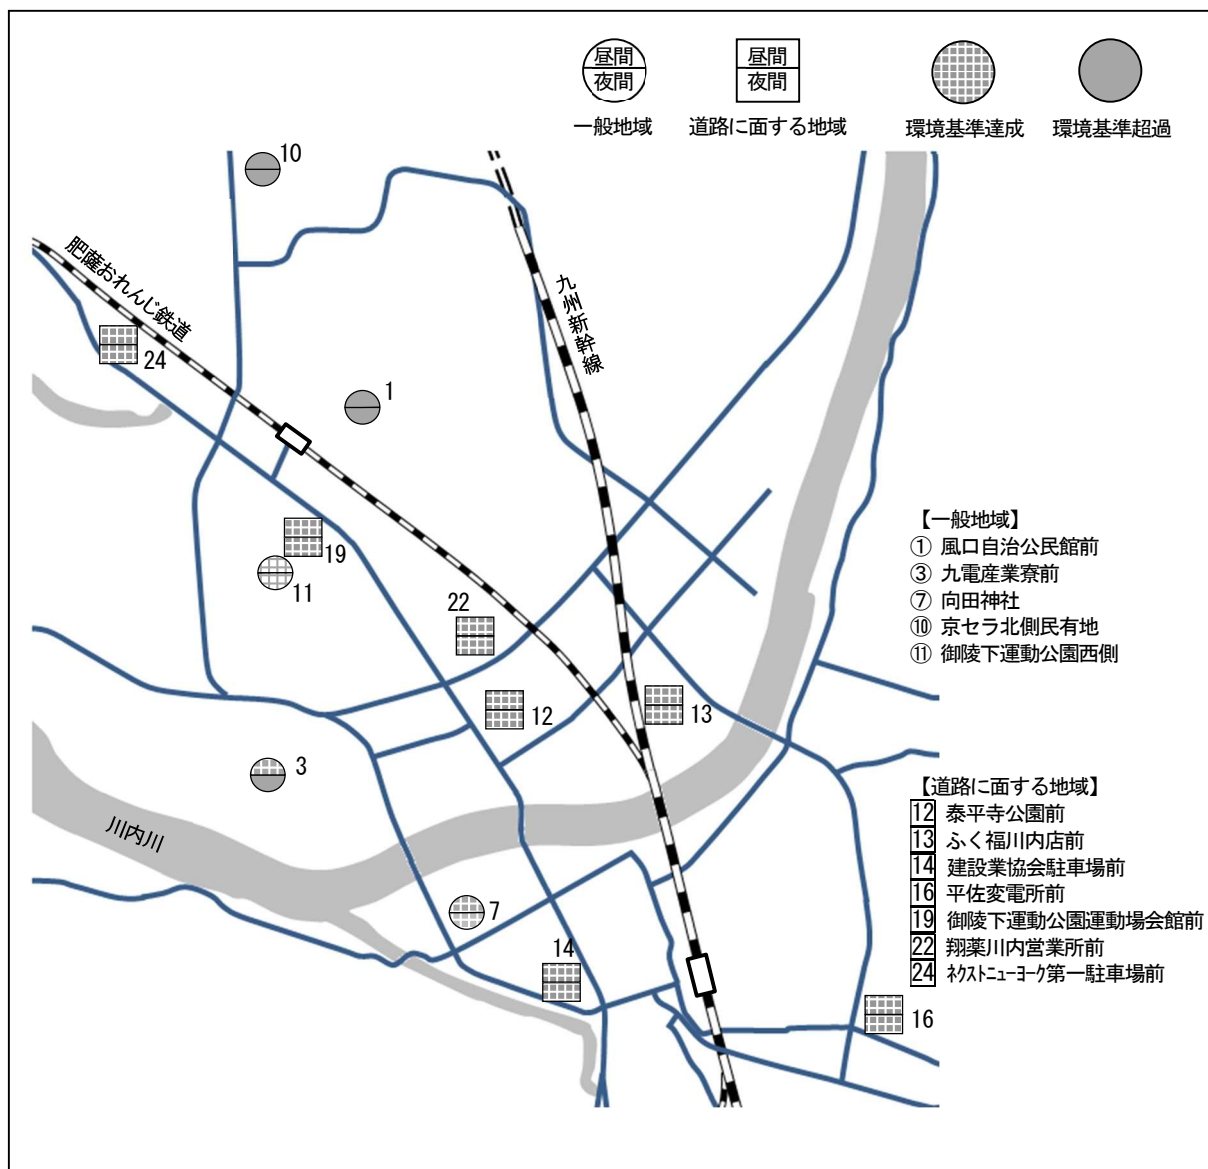 昼間
夜間
一般地域
昼間
夜間
道路に面する地域
環境基準達成
環境基準超過
10
肥薩おれんじ鉄道
九州新幹線
24
1
19
11
22
12
13
3
川内川
7
14
16
【一般地域】
① 風口自治公民館前
③ 九電産業寮前
⑦ 向田神社
⑩ 京セラ北側民有地
⑪ 御陵下運動公園西側
【道路に面する地域】
12 泰平寺公園前
13 ふく福川内店前
14 建設業協会駐車場前
16 平佐変電所前
19 御陵下運動公園運動場会館前
22 翔薬川内営業所前
24 ネクストニューヨーク第一駐車場前